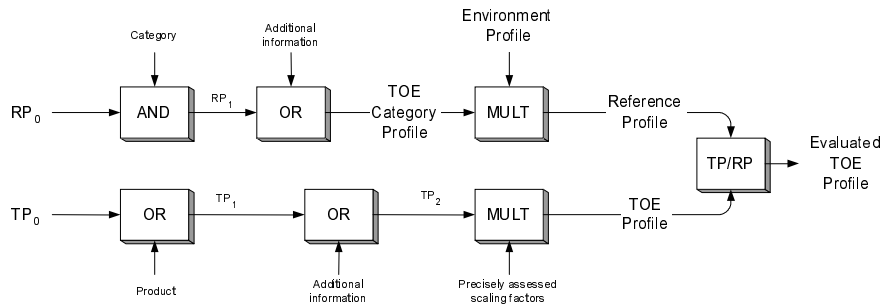 Category
Additional
information
Environment
Profile
RP0
AND
RP1
OR
TOE
Category
Profile
MULT
Reference
Profile
TP/RP
Evaluated
TOE
Profile
TP0
OR
TP1
OR
TP2
MULT
TOE
Profile
Product
Additional
information
Precisely assessed
scaling factors